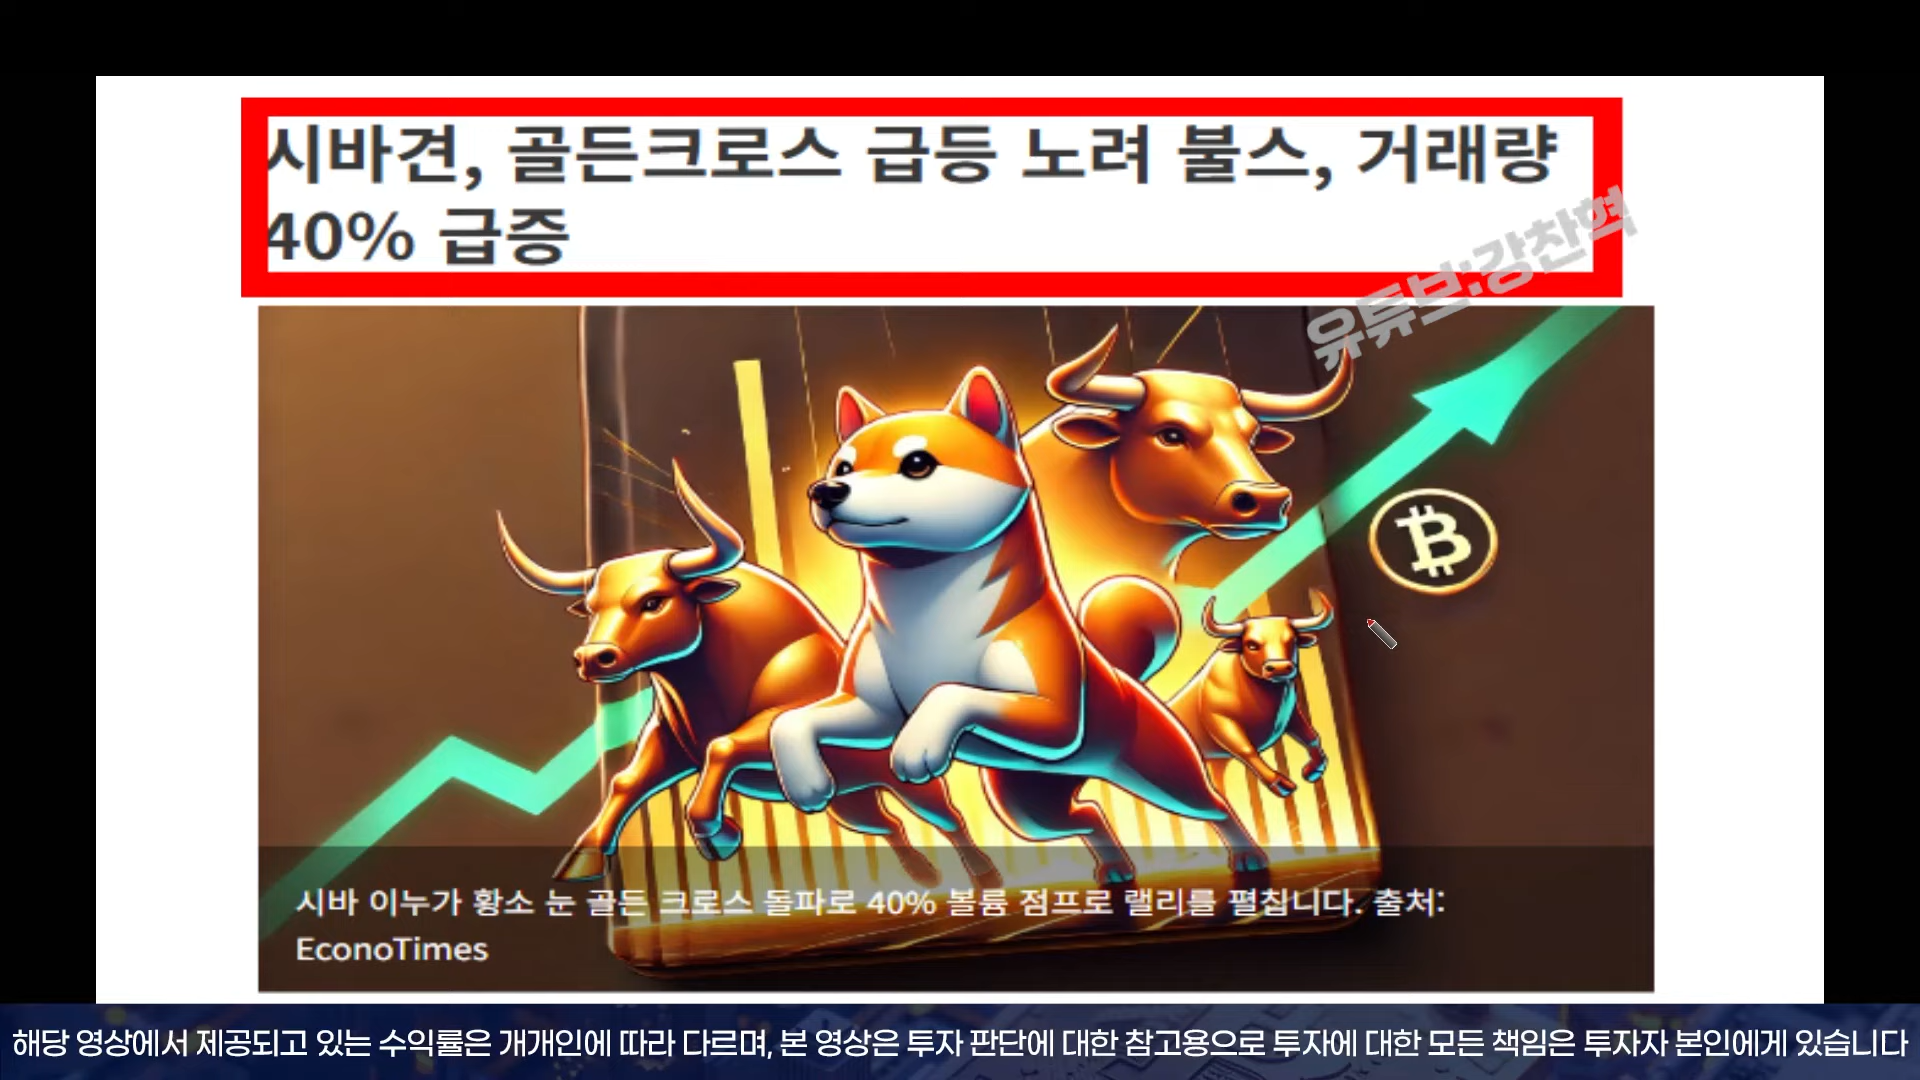 시바견, 골든크로스 급등 노려 불스, 거래량
40% 급증
유튜브:강찬혁
시바 이누가 황소 눈 골든 크로스 돌파로 40% 볼륨 점프로 랠리를 펼칩니다. 출처:
EconoTimes
해당 영상에서 제공되고 있는 수익률은 개개인에 따라 다르며, 본 영상은 투자 판단에 대한 참고용으로 투자에 대한 모든 책임은 투자자 본인에게 있습니다